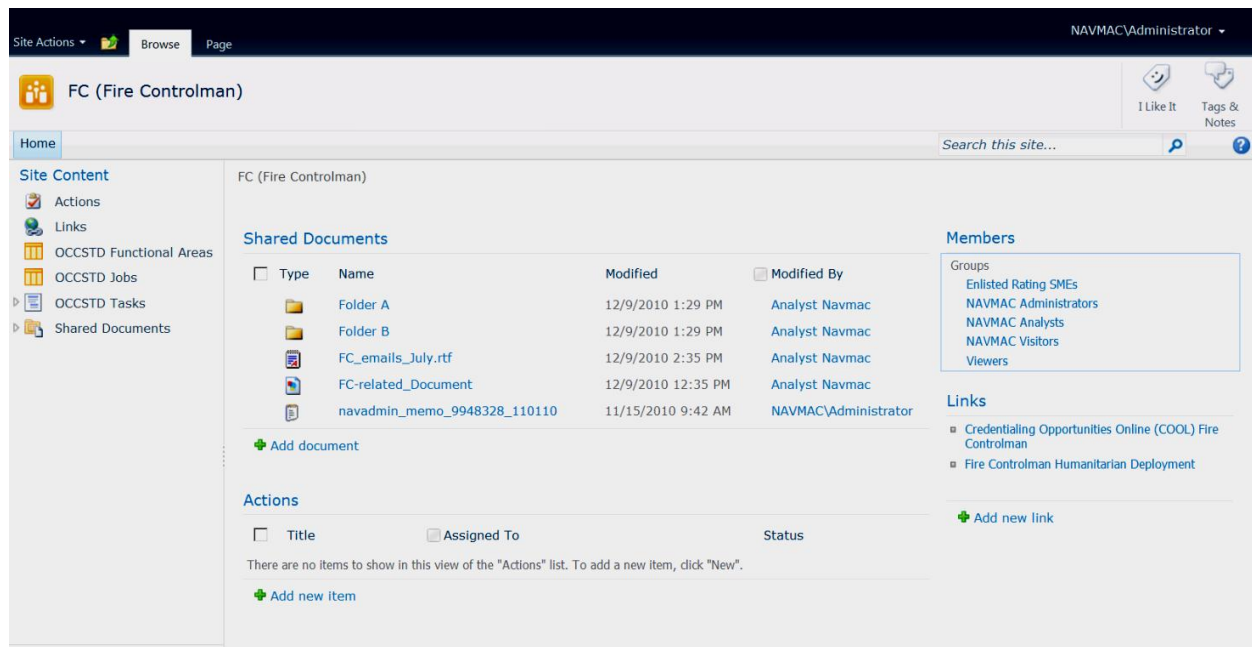 NAVMAC\Administrator
Site Actions Browse Page
FC (Fire Controlman)
I Like It
Tags &
Notes
Home
Search this site...
Site Content
Actions
Links
OCCSTD Functional Areas
OCCSTD Jobs
OCCSTD Tasks
Shared Documents
FC (Fire Controlman)
Shared Documents
Type Name Modified Modified By
Folder A 12/9/2010 1:29 PM Analyst Navmac
Folder B 12/9/2010 1:29 PM Analyst Navmac
FC_emails_July.rtf 12/9/2010 2:35 PM Analyst Navmac
FC-related_Document 12/9/2010 12:35 PM Analyst Navmac
navadmin_memo_9948328_110110 11/15/2010 9:42 AM NAVMAC\Administrator
Add document
Actions
Title Assigned To Status
There are no items to show in this view of the "Actions" list. To add a new item, click "New".
Add new item
Members
Groups
Enlisted Rating SMEs
NAVMAC Administrators
NAVMAC Analysts
NAVMAC Visitors
Viewers
Links
Credentialing Opportunities Online (COOL) Fire
Controlman
Fire Controlman Humanitarian Deployment
Add new link